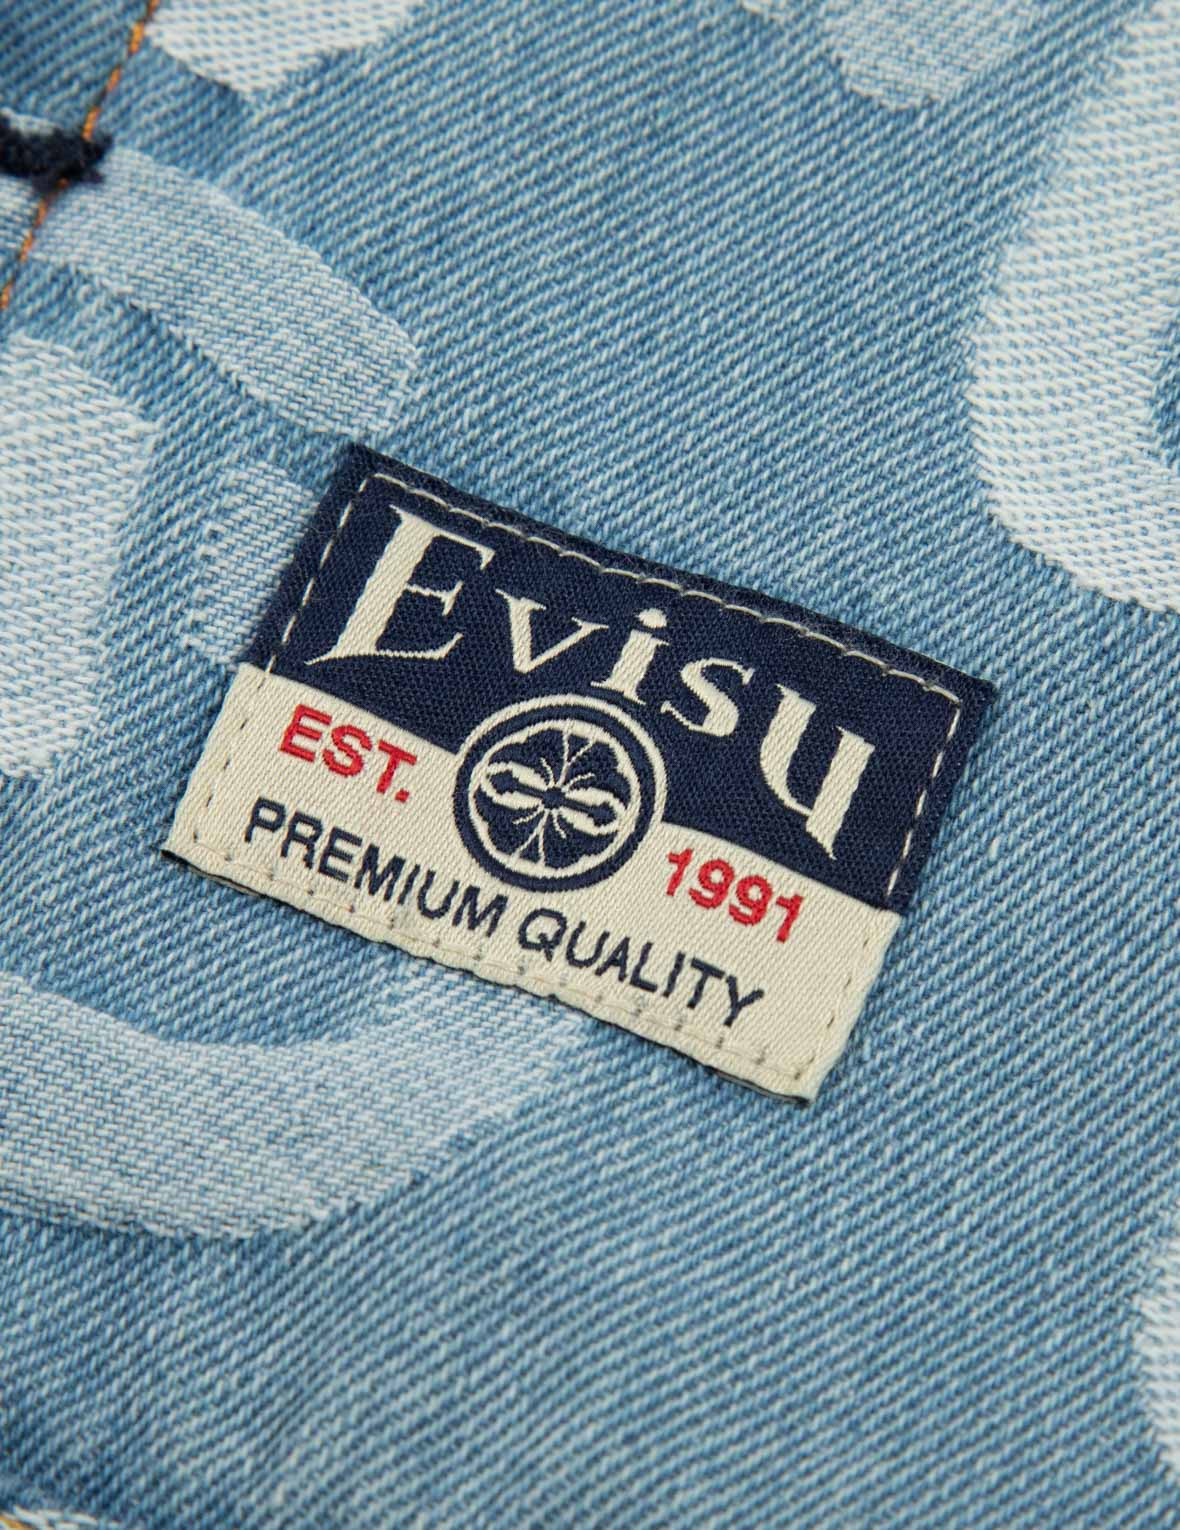 Evisu
EST. 1991
PREMIUM QUALITY